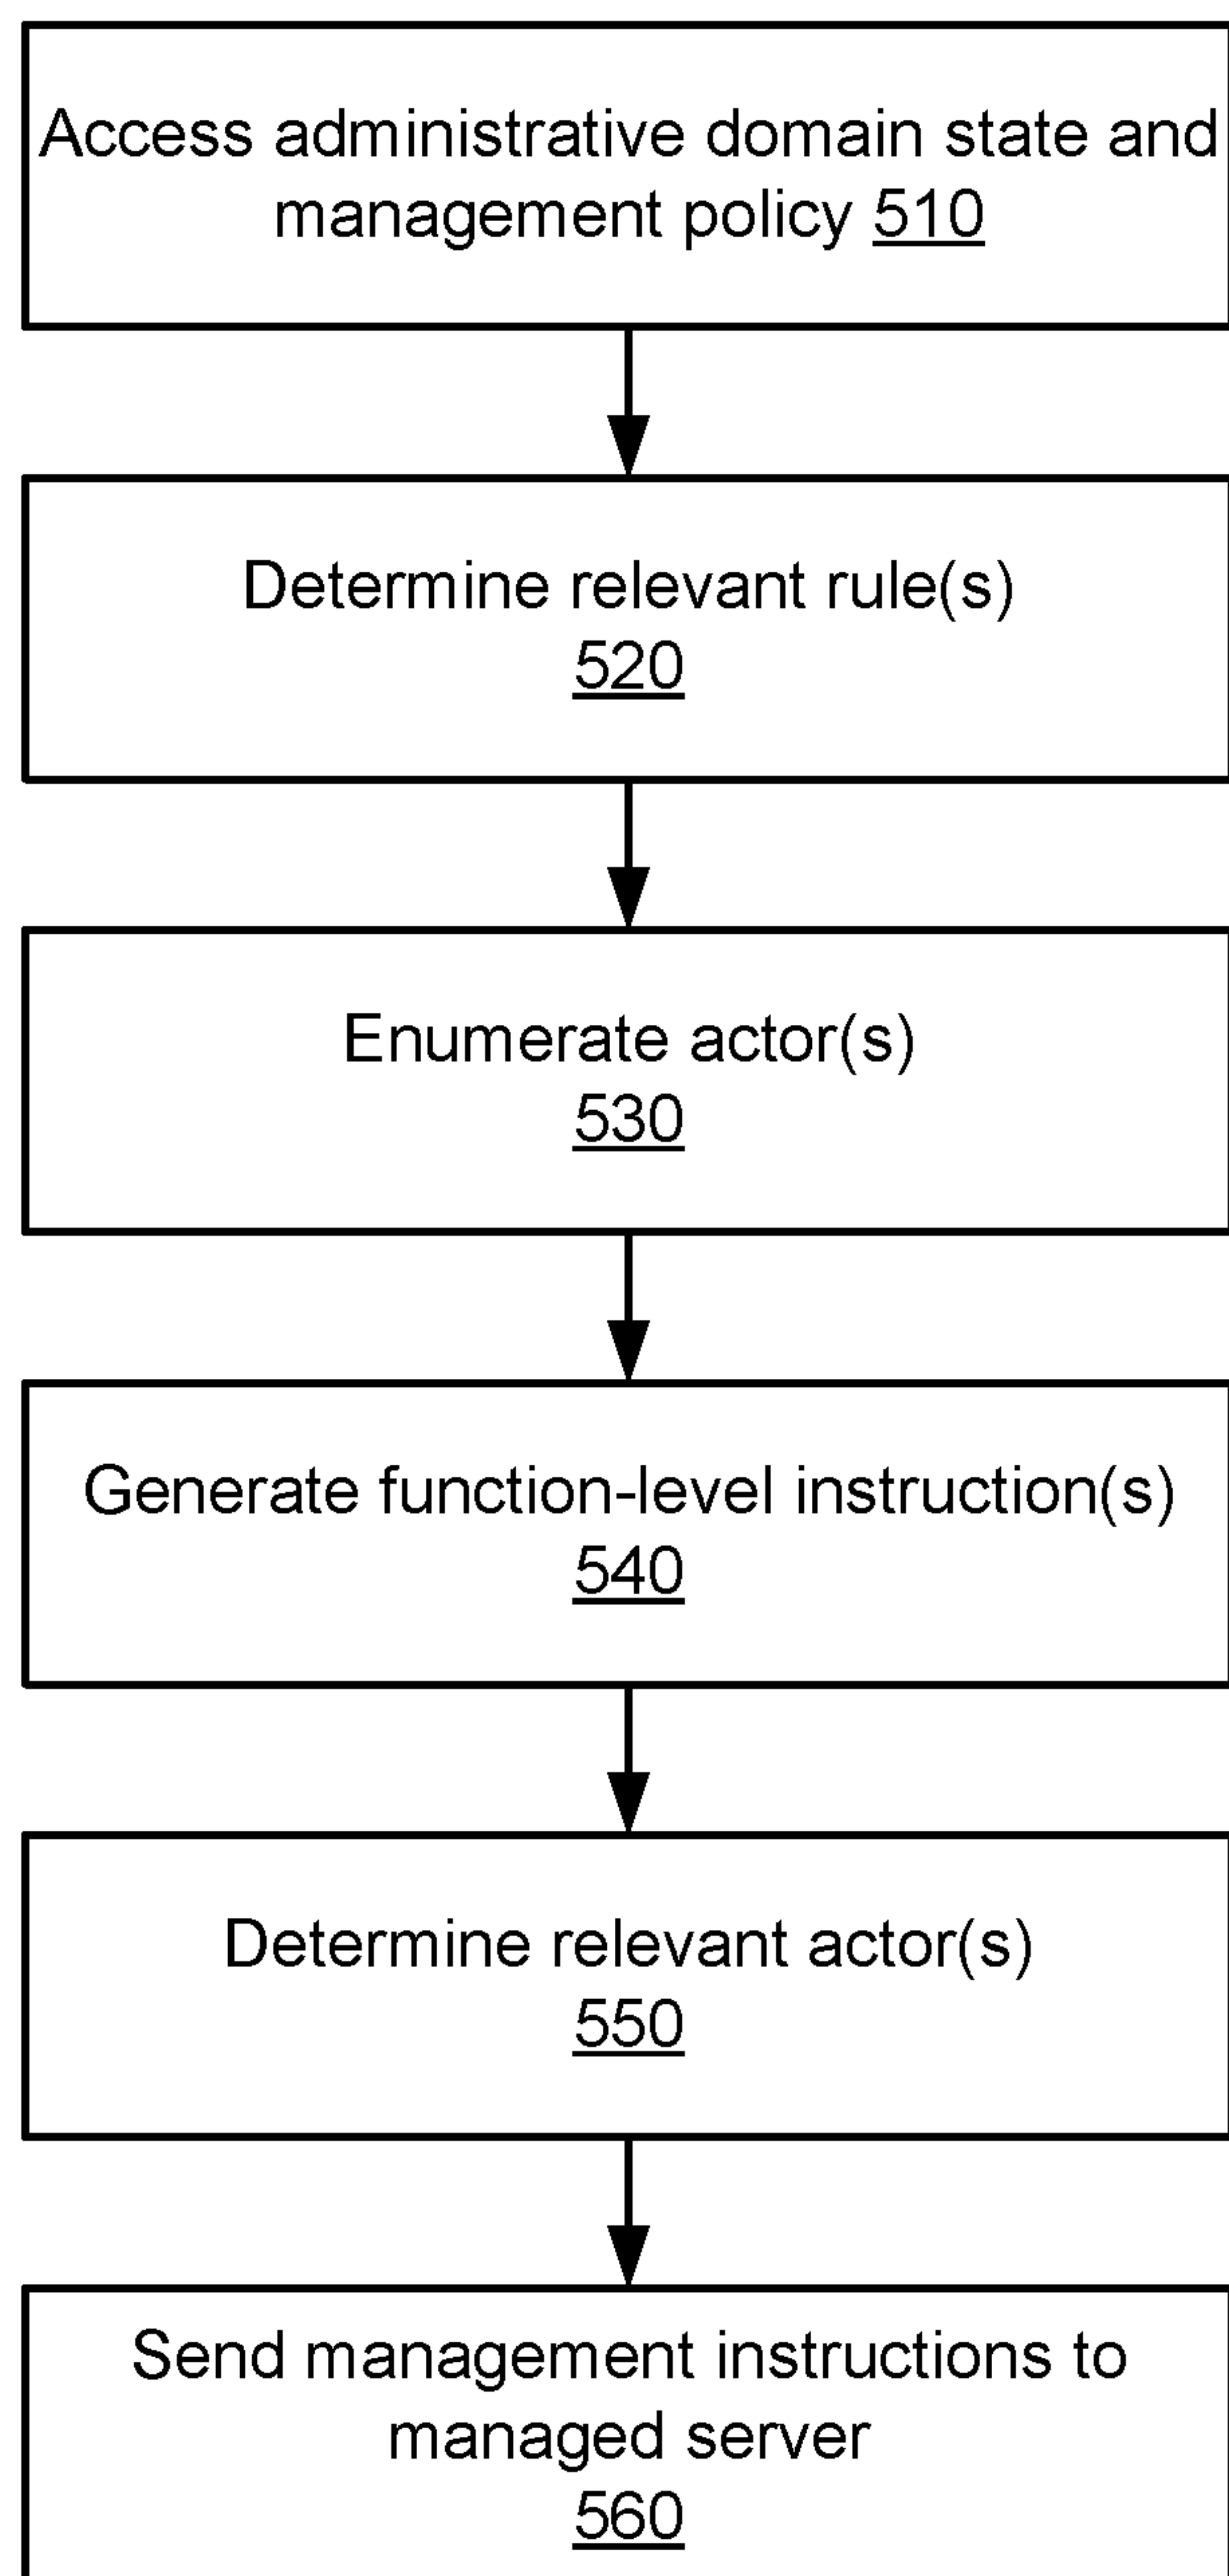 Access administrative domain state and
management policy 510
Determine relevant rule(s)
520
Enumerate actor(s)
530
Generate function-level instruction(s)
540
Determine relevant actor(s)
550
Send management instructions to
managed server
560